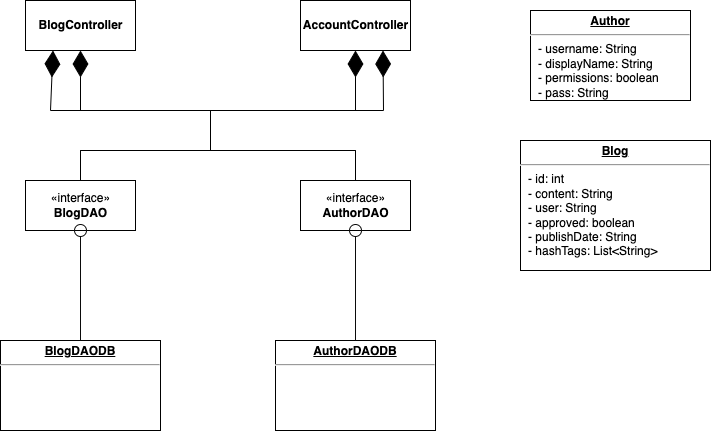 BlogController
AccountController
Author
- username: String
- displayName: String
- permissions: boolean
- pass: String
Blog
- id: int
- content: String
- user: String
- approved: boolean
- publishDate: String
- hashTags: List<String>
«interface»
BlogDAO
«interface»
AuthorDAO
BlogDAODB
AuthorDAODB